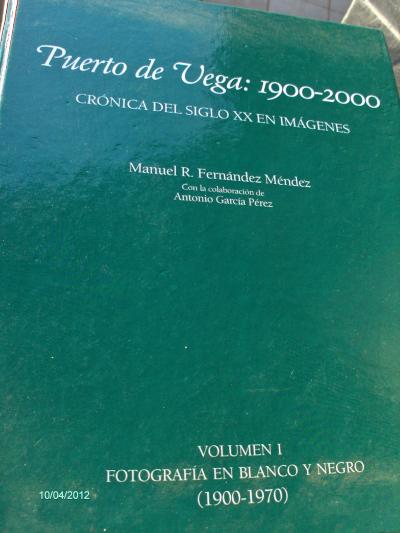 Puerto de Vega: 1900-2000
CRÓNICA DEL SIGLO XX EN IMÁGENES
Manuel R. Fernández Méndez
Con la colaboración de
Antonio García Pérez
VOLUMEN I
FOTOGRAFÍA EN BLANCO Y NEGRO
(1900-1970)
10/04/2012